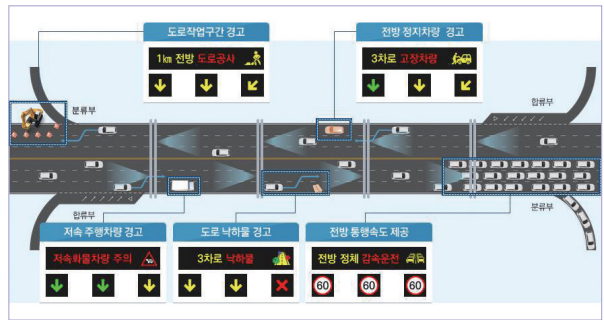 도로작업구간 경고
1km 전방 도로공사
전방 정지차량 경고
3차로 고장차량
분류부
합류부
합류부
분류부
저속 주행차량 경고
저속화물차량 주의
도로 낙하물 경고
3차로 낙하물
전방 통행속도 제공
전방 정체 감속운전
60 60 60